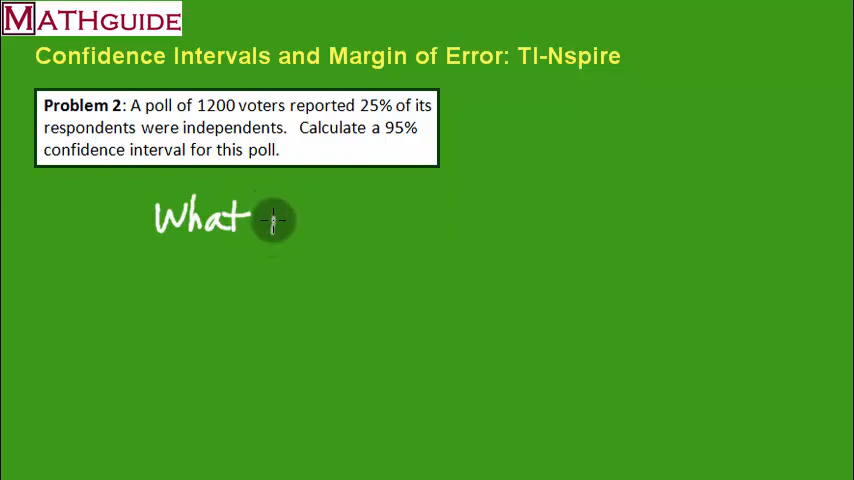 MATHGUIDE
Confidence Intervals and Margin of Error: TI-Nspire
Problem 2: A poll of 1200 voters reported 25% of its
respondents were independents. Calculate a 95%
confidence interval for this poll.
What